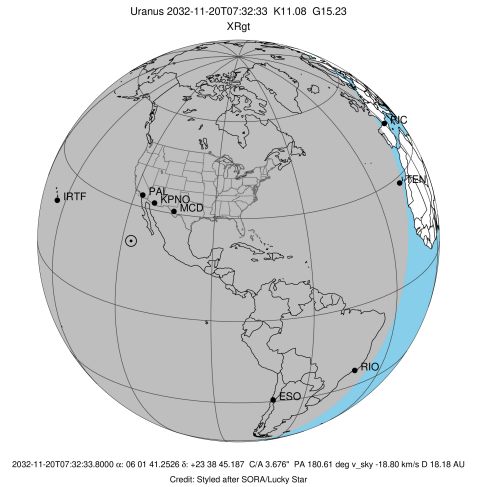 Uranus 2032-11-20T07:32:33 K11.08 G15.23
XRgt
PIC
TEN
IRTF
PAL
KPNO
MCD
RIO
ESO
2032-11-20T07:32:33.8000 α: 06 01 41.2526 δ: +23 38 45.187 C/A 3.676" PA 180.61 deg v_sky -18.80 km/s D 18.18 AU
Credit: Styled after SORA/Lucky Star